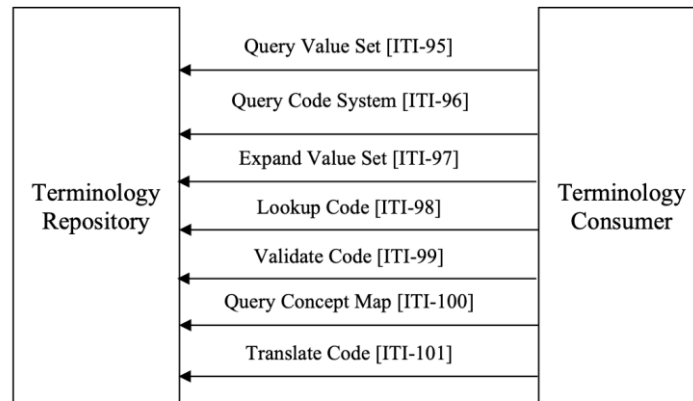 Query Value Set [ITI-95]
Query Code System [ITI-96]
Expand Value Set [ITI-97]
Terminology
Repository
Lookup Code [ITI-98]
Terminology
Consumer
Validate Code [ITI-99]
Query Concept Map [ITI-100]
Translate Code [ITI-101]